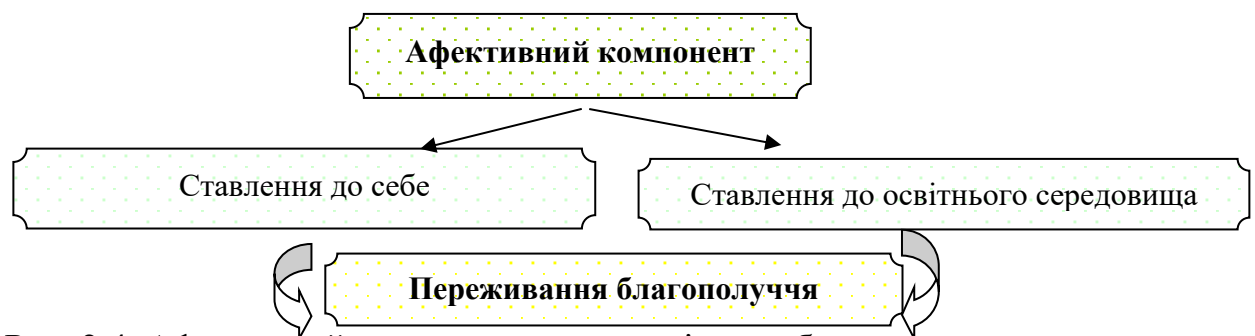 Афективний компонент
Ставлення до себе
Ставлення до освітнього середовища
Переживання благополуччя